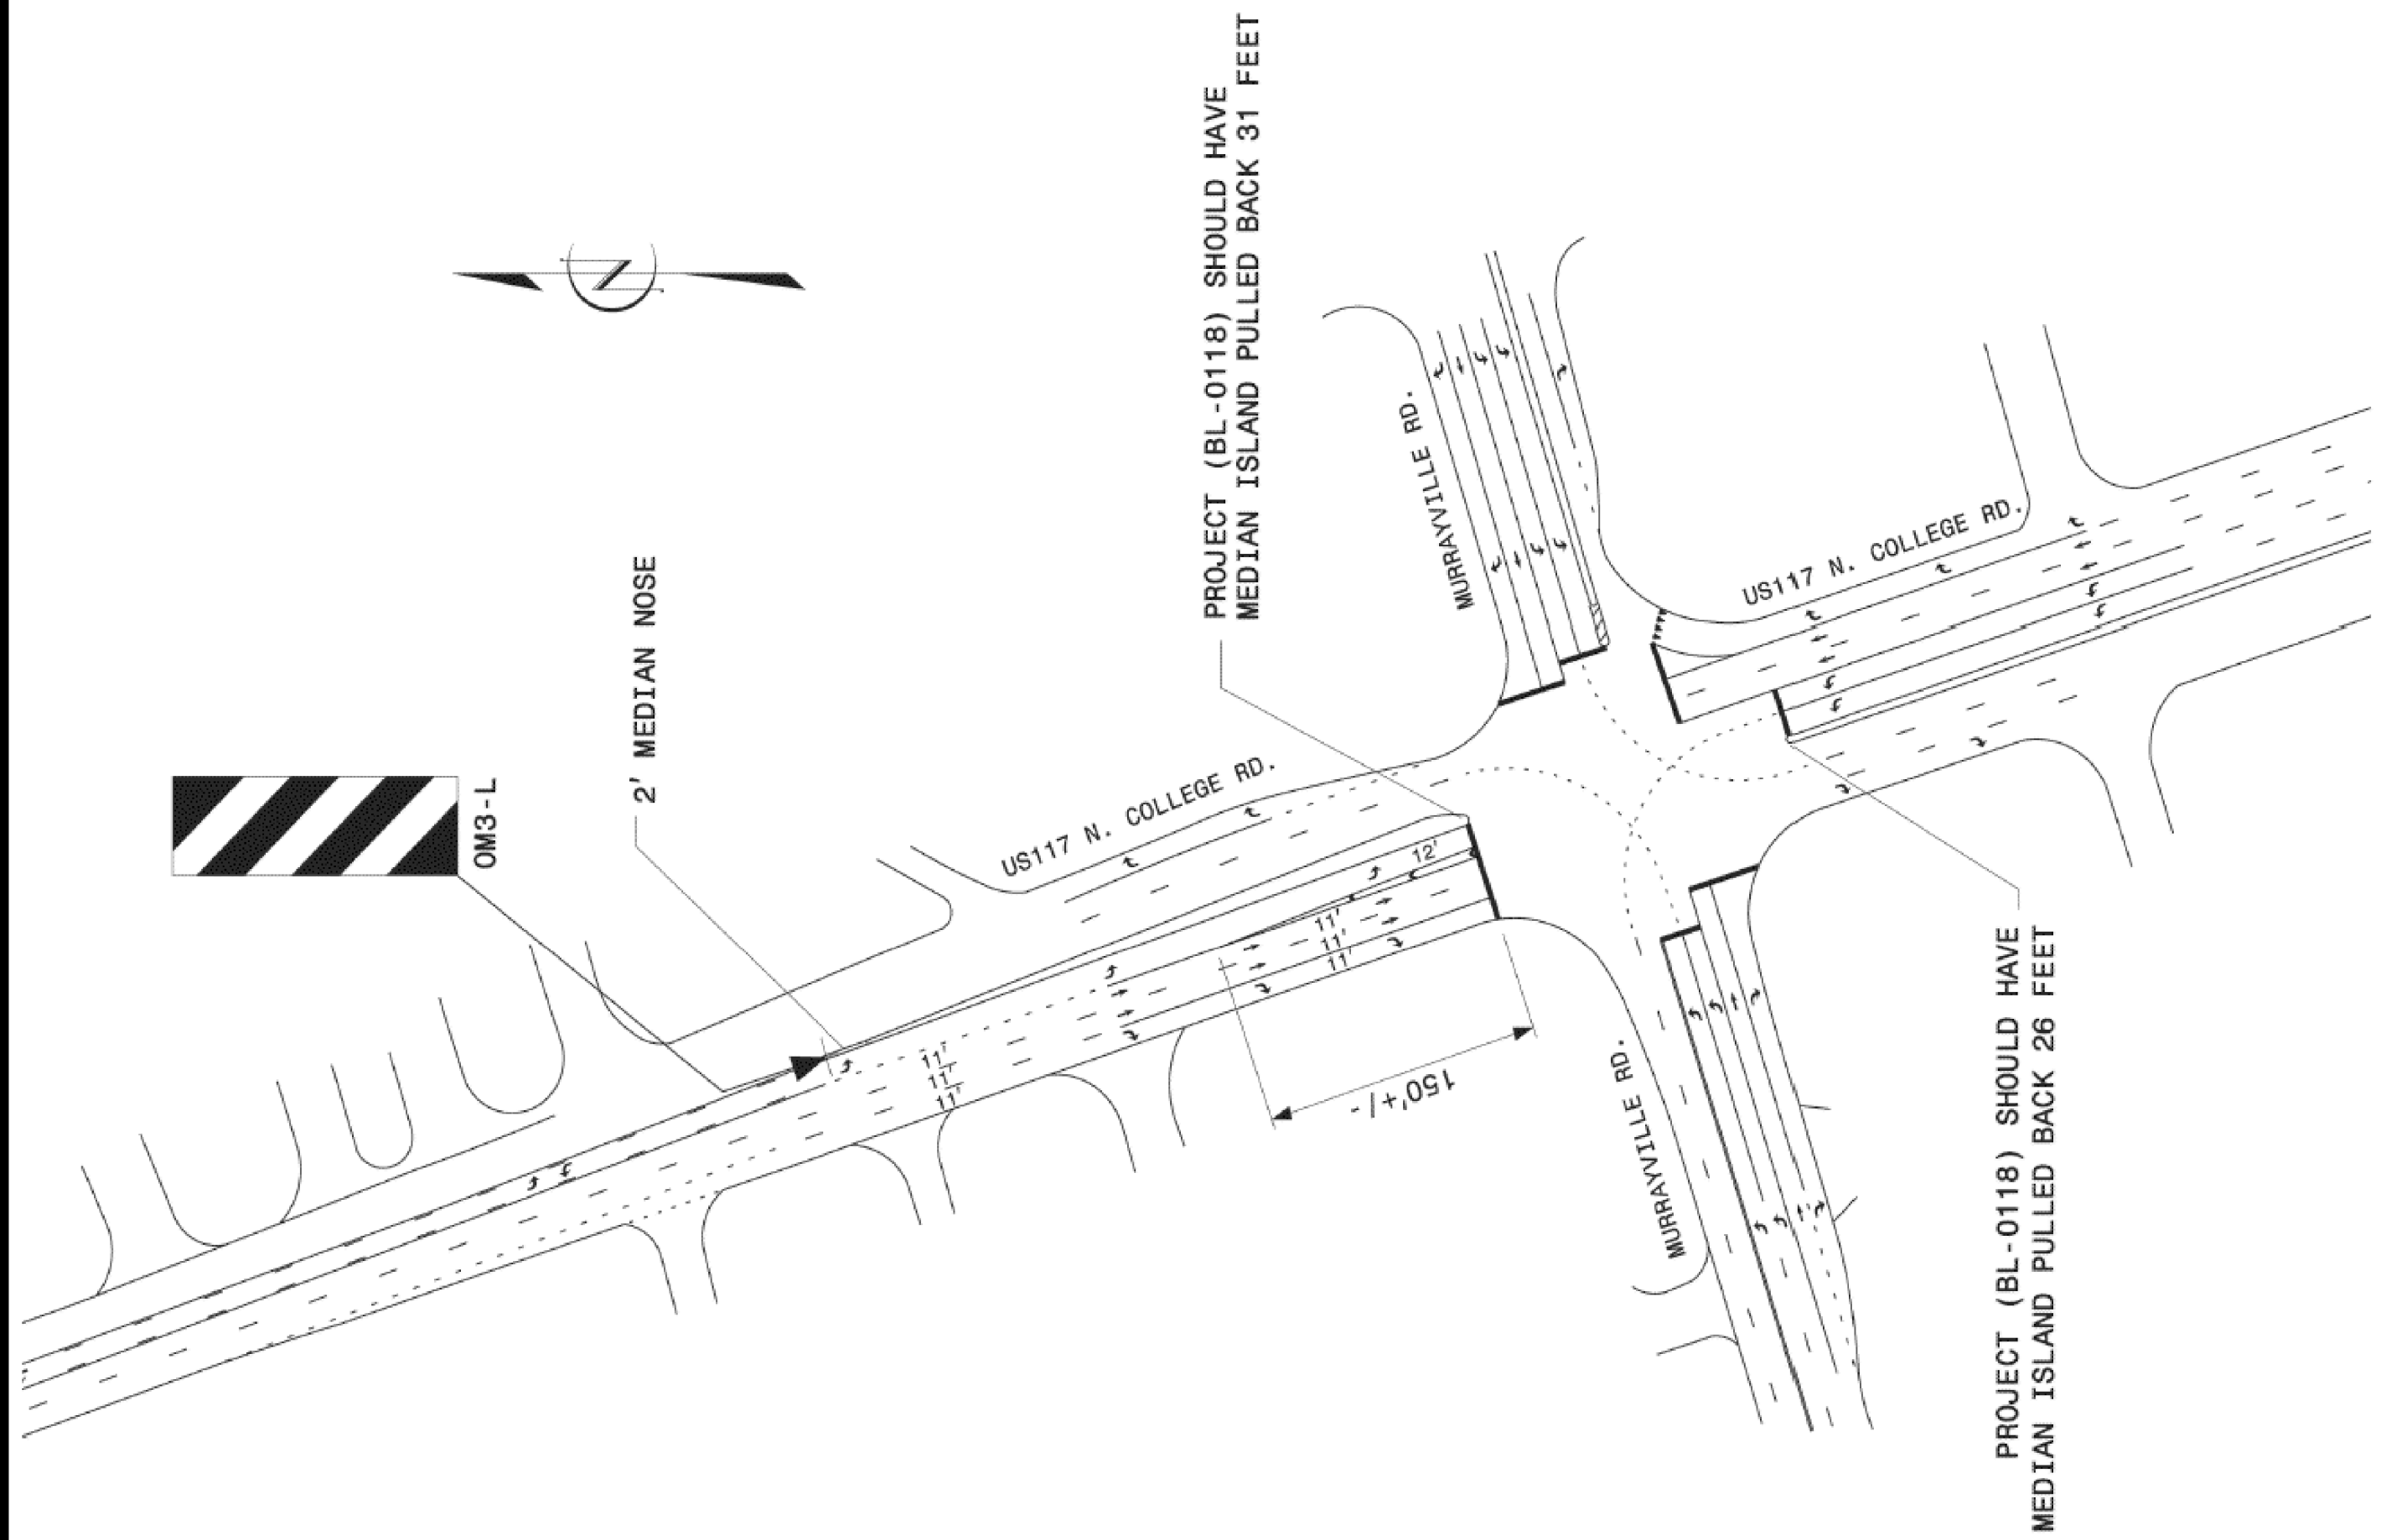 OM3-L
2' MEDIAN NOSE
PROJECT (BL-0118) SHOULD HAVE
MEDIAN ISLAND PULLED BACK 31 FEET
N
MURRAYVILLE RD.
US117 N. COLLEGE RD.
US117 N. COLLEGE RD.
12'
11'
11'
11'
11'
11'
11'
150'+/-
MURRAYVILLE RD.
PROJECT (BL-0118) SHOULD HAVE
MEDIAN ISLAND PULLED BACK 26 FEET